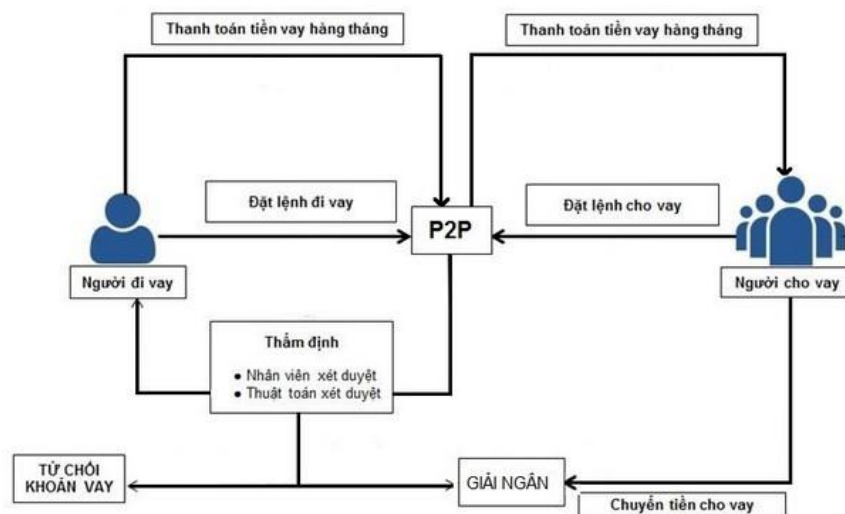 Thanh toán tiền vay hàng tháng
Thanh toán tiền vay hàng tháng
Đặt lệnh đi vay
Đặt lệnh cho vay
P2P
Người đi vay
Người cho vay
Thẩm định
• Nhân viên xét duyệt
• Thuật toán xét duyệt
TỪ CHỐI
KHOẢN VAY
GIẢI NGÂN
Chuyển tiền cho vay